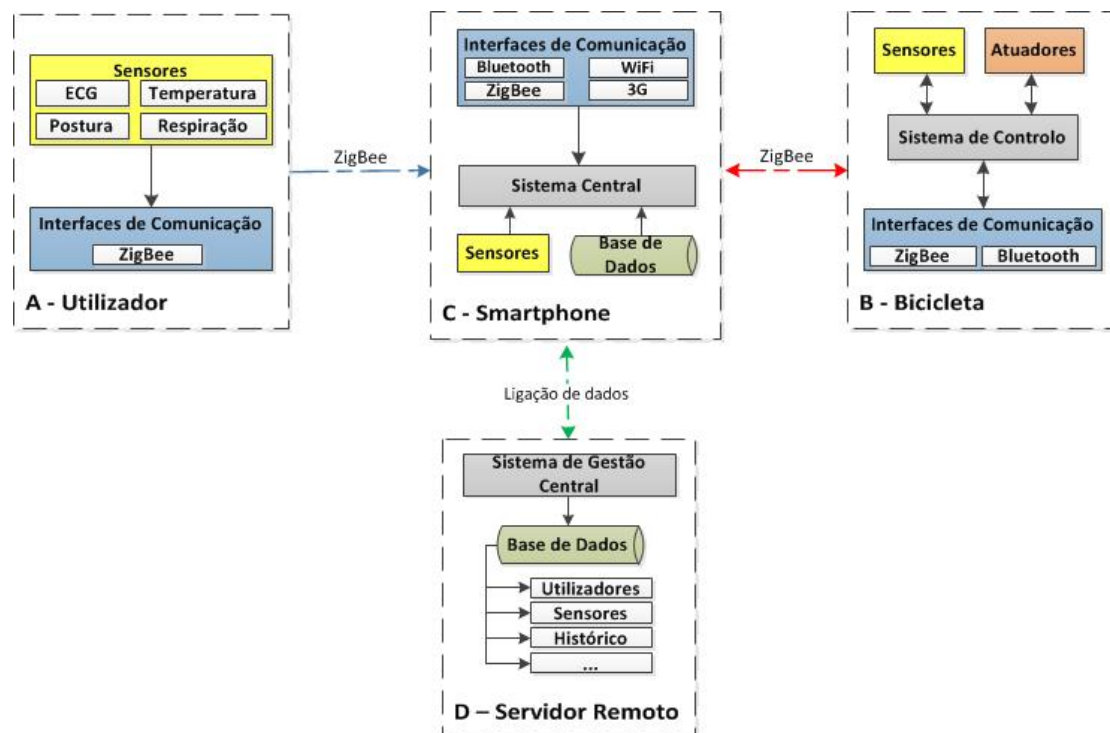 Sensores
ECG
Temperatura
Postura
Respiração
Interfaces de Comunicação
ZigBee
A - Utilizador
ZigBee
Interfaces de Comunicação
Bluetooth
WiFi
ZigBee
3G
Sistema Central
Sensores
Base de
Dados
C - Smartphone
ZigBee
Sensores
Atuadores
Sistema de Controlo
Interfaces de Comunicação
ZigBee
Bluetooth
B - Bicicleta
Ligação de dados
Sistema de Gestão
Central
Base de Dados
Utilizadores
Sensores
Histórico
...
D – Servidor Remoto